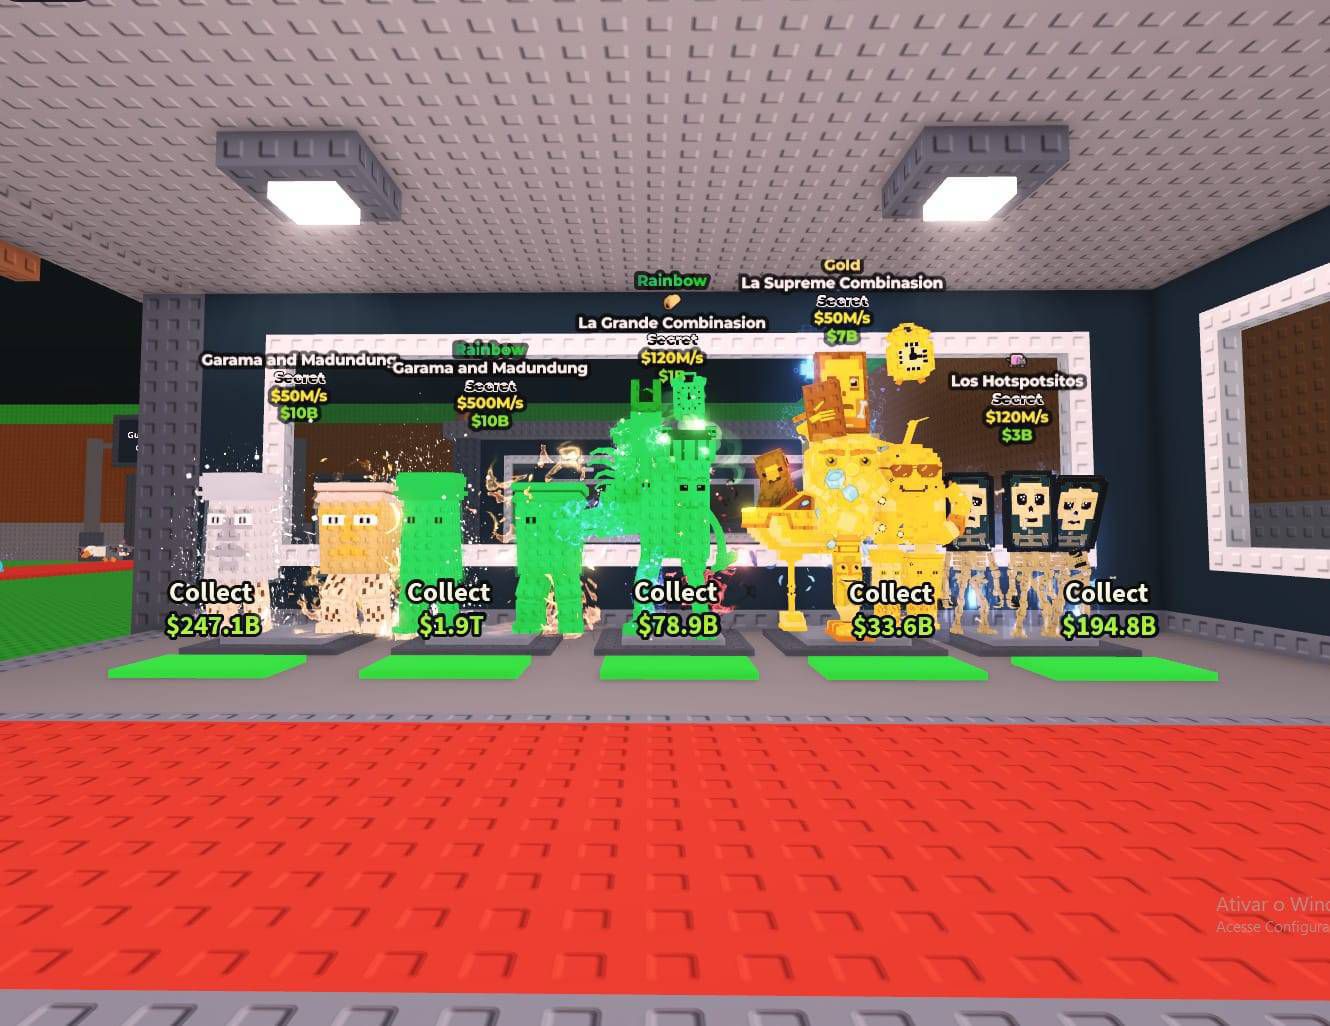 Gold
La Supreme Combinasion
Secret
$50M/s
$7B
Rainbow
La Grande Combinasion
Secret
$120M/s
Garama and Madundung
Secret
$50M/s
$10B
Rainbow
Garama and Madundung
Secret
$500M/s
$10B
Los Hotspotsitos
Secret
$120M/s
$3B
Collect
$247.1B
Collect
$1.9T
Collect
$78.9B
Collect
$33.6B
Collect
$194.8B
Ativar o Wind
Acesse Configura